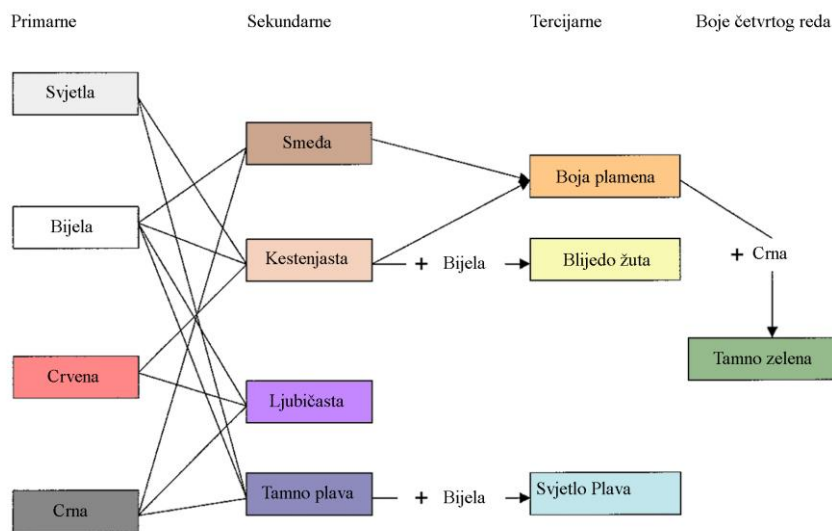 Primarne Sekundarne Tercijarne Boje četvrtog reda
Svjetla
Smeđa
Boja plamena
Bijela
Kestenjasta + Bijela Blijedo žuta
+ Crna
Tamno zelena
Crvena
Ljubičasta
Tamno plava + Bijela Svjetlo Plava
Crna